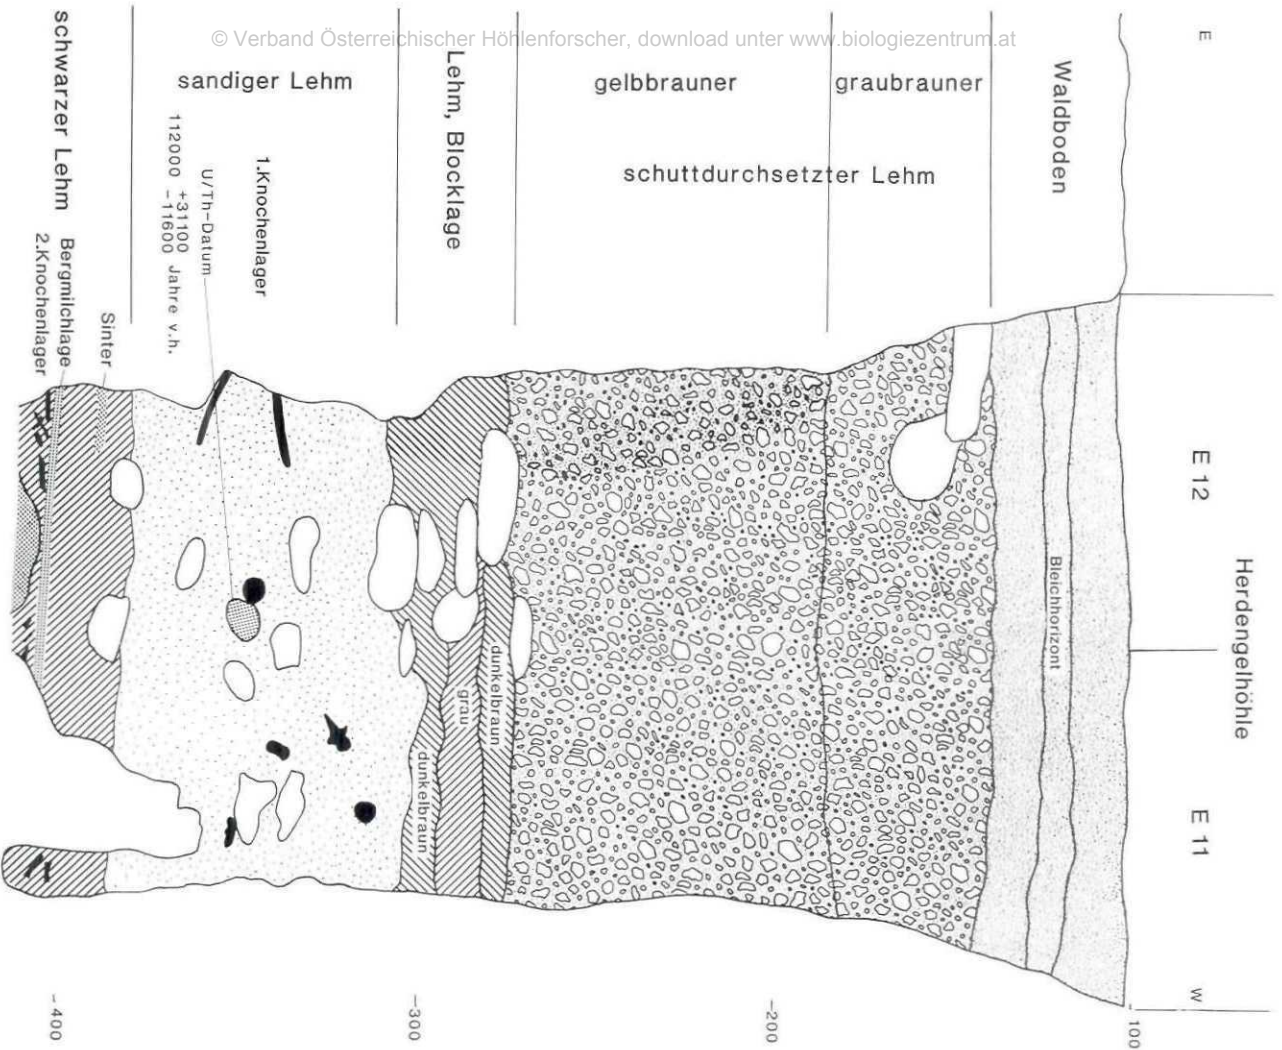 © Verband Österreichischer Höhlenforscher, download unter www.biologiezentrum.at
Herdengelhöhle
E
E 12
E 11
W
Waldboden
Bleichhorizont
graubrauner
gelbbrauner
schuttdurchsetzter Lehm
Lehm, Blocklage
dunkelbraun
grau
dunkelbraun
sandiger Lehm
1.Knochenlager
U/Th-Datum
112000 +31100 Jahre v.h.
-11600
schwarzer Lehm
Sinter
Bergmilchlage
2.Knochenlager
100
-200
-300
-400